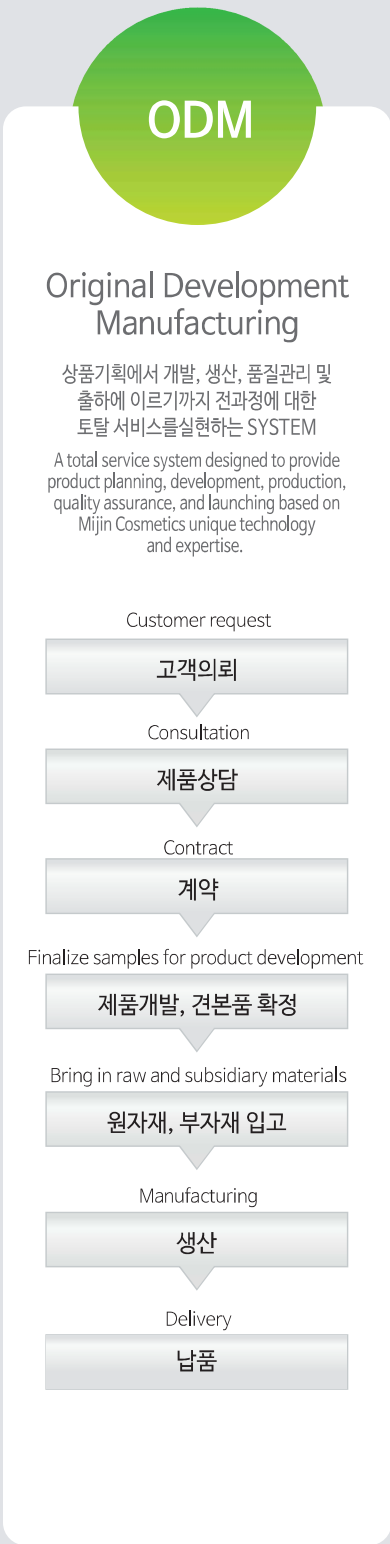 ODM
Original Development
Manufacturing
상품기획에서 개발, 생산, 품질관리 및
출하에 이르기까지 전과정에 대한
토탈 서비스를실현하는 SYSTEM
A total service system designed to provide
product planning, development, production,
quality assurance, and launching based on
Mijin Cosmetics unique technology
and expertise.
Customer request
고객의뢰
Consultation
제품상담
Contract
계약
Finalize samples for product development
제품개발, 견본품 확정
Bring in raw and subsidiary materials
원자재, 부자재 입고
Manufacturing
생산
Delivery
납품